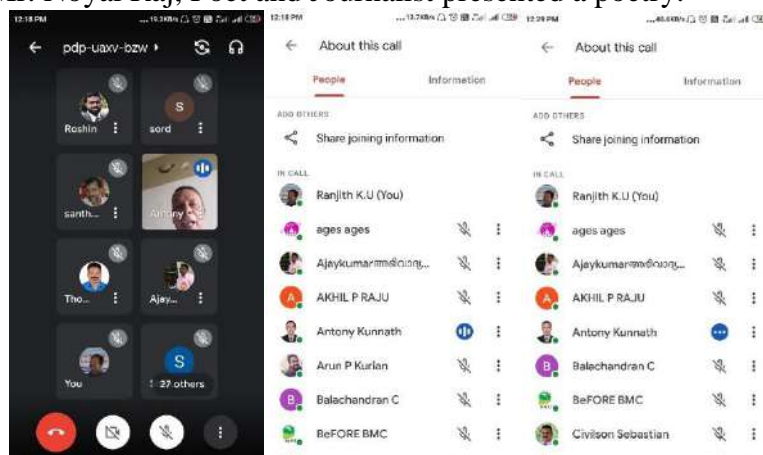 Mr. Noyal Raj, Poet and Journalist presented a poetry.
12:18 PM
19.3KB/s
pdp-uaxv-bzw
Roshin
S
sord
santh...
Antony
Tho...
Ajay...
You
S
27 others
12:18 PM
13.7KB/s
About this call
People
Information
ADD OTHERS
Share joining information
IN CALL
Ranjith K.U (You)
ages ages
A
AKHIL P RAJU
Antony Kunnath
Arun P Kurian
B
Balachandran C
BeFORE BMC
12:29 PM
About this call
People
Information
ADD OTHERS
Share joining information
IN CALL
Ranjith K.U (You)
ages ages
A
AKHIL P RAJU
Antony Kunnath
B
Balachandran C
BeFORE BMC
Civilson Sebastian